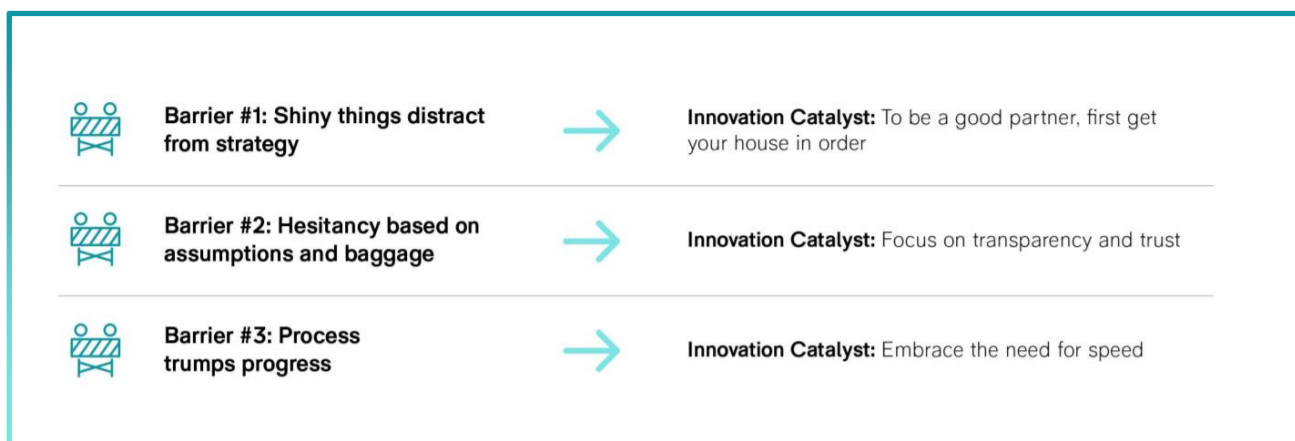 Barrier #1: Shiny things distract
from strategy
Innovation Catalyst: To be a good partner, first get
your house in order
Barrier #2: Hesitancy based on
assumptions and baggage
Innovation Catalyst: Focus on transparency and trust
Barrier #3: Process
trumps progress
Innovation Catalyst: Embrace the need for speed